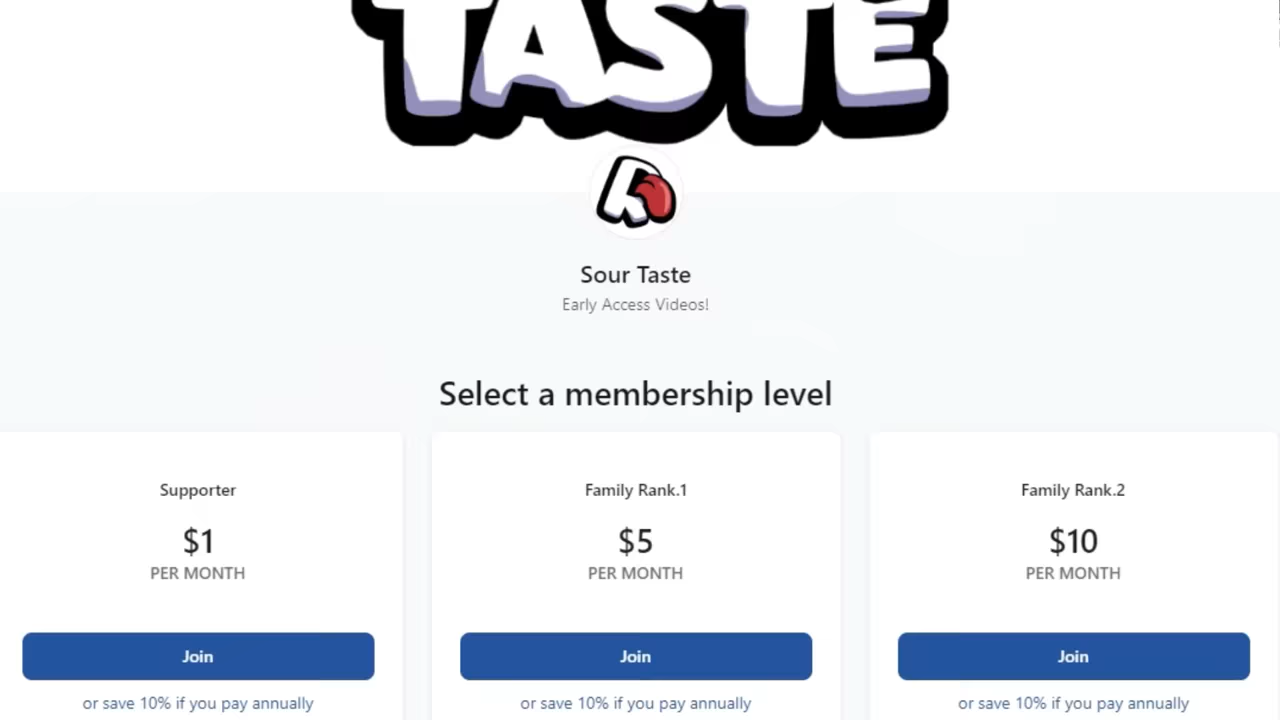 TASTE
R
Sour Taste
Early Access Videos!
Select a membership level
Supporter
$1
PER MONTH
Join
or save 10% if you pay annually
Family Rank.1
$5
PER MONTH
Join
or save 10% if you pay annually
Family Rank.2
$10
PER MONTH
Join
or save 10% if you pay annually